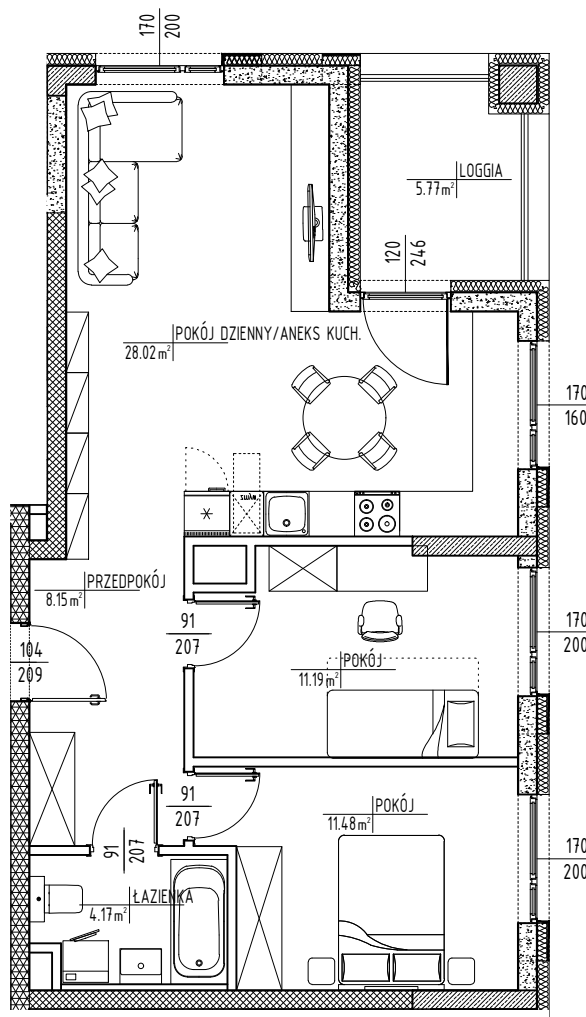 170
200
LOGGIA
5.77m²
120
246
POKÓJ DZIENNY/ANEKS KUCH.
28.02m²
170
160
ZMYW.
PRZEDPOKÓJ
8.15m²
91
207
170
200
104
209
POKÓJ
11.19m²
91
207
POKÓJ
11.48m²
91
207
170
200
ŁAZIENKA
4.17m²